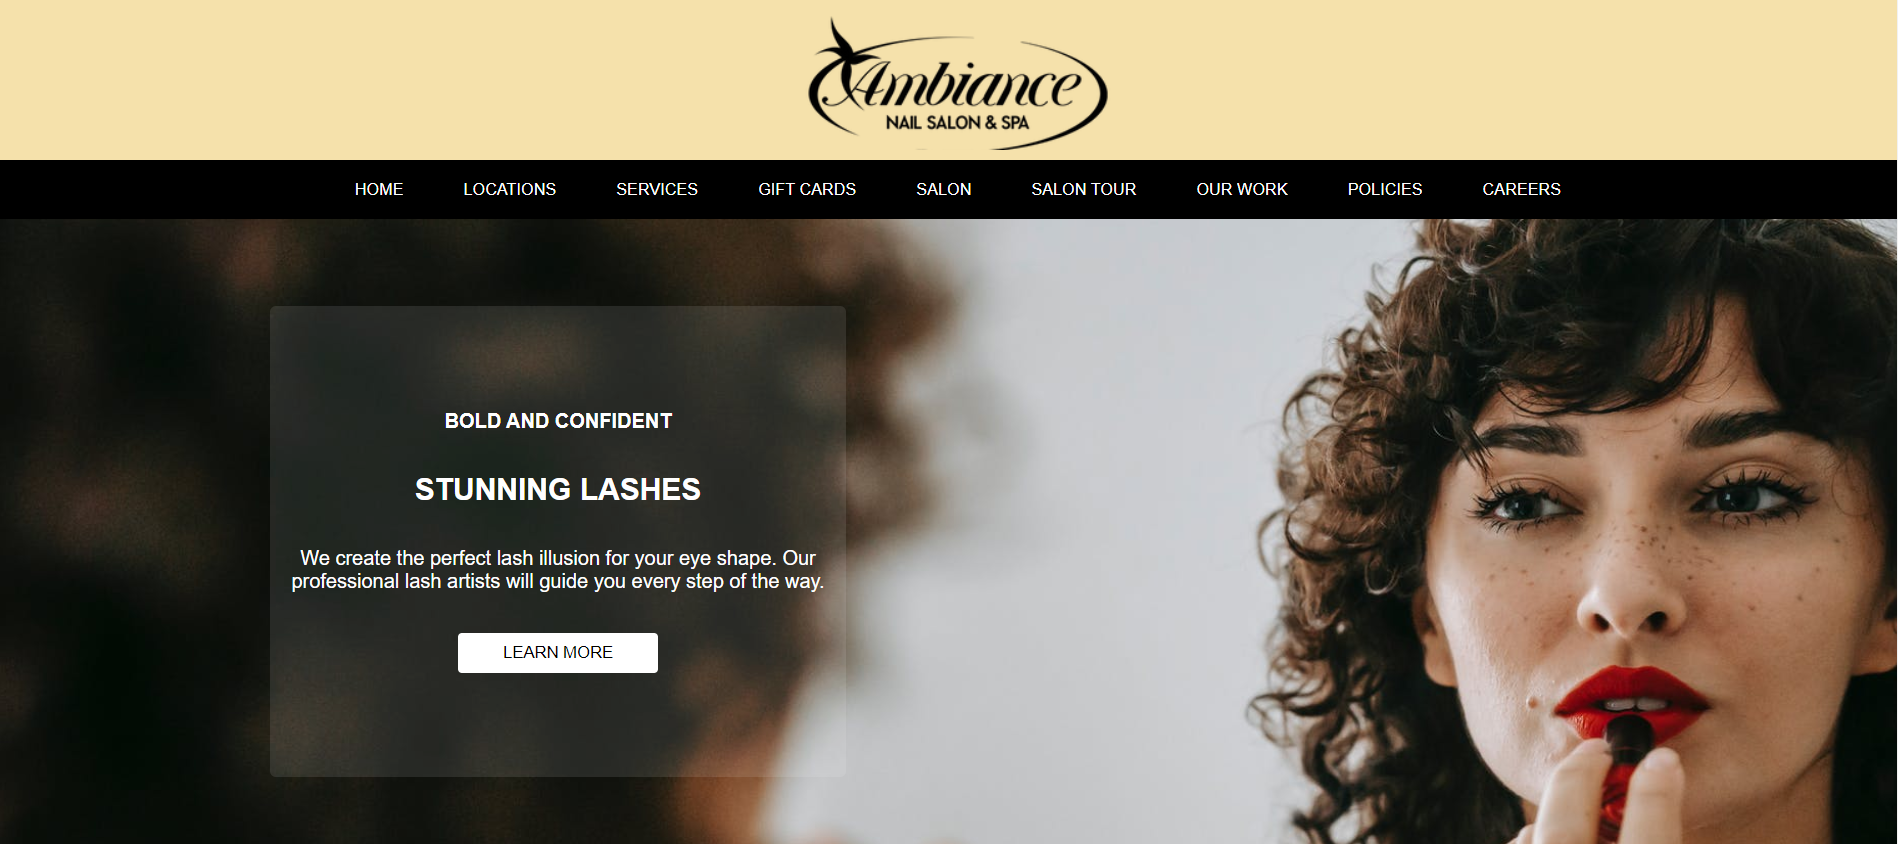 Ambiance
NAIL SALON & SPA
HOME LOCATIONS SERVICES GIFT CARDS SALON SALON TOUR OUR WORK POLICIES CAREERS
BOLD AND CONFIDENT
STUNNING LASHES
We create the perfect lash illusion for your eye shape. Our
professional lash artists will guide you every step of the way.
LEARN MORE